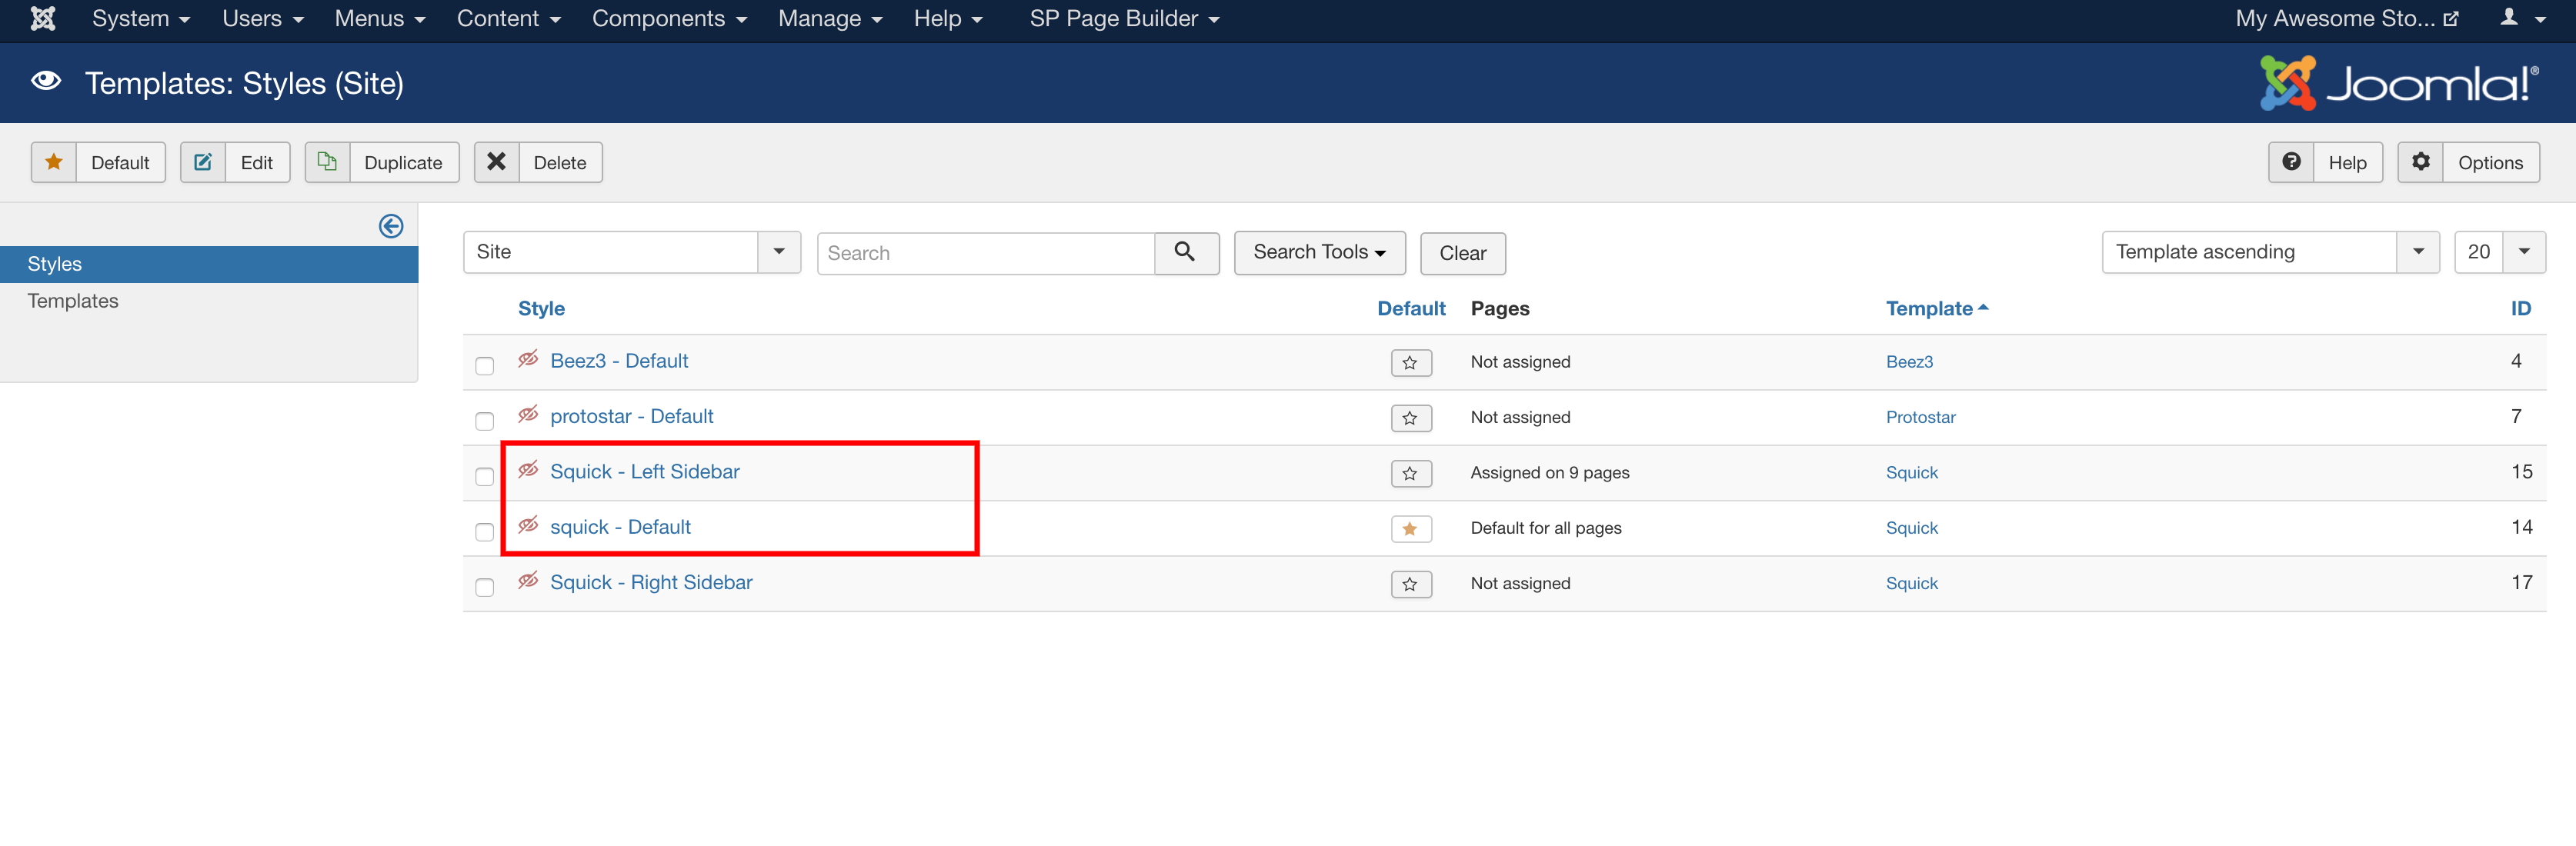 System Users Menus Content Components Manage Help SP Page Builder My Awesome Sto...
Templates: Styles (Site) Joomla!®
Default Edit Duplicate Delete Help Options
Styles
Templates
Site Search Search Tools Clear Template ascending 20
Style Default Pages Template ID
Beez3 - Default Not assigned Beez3 4
protostar - Default Not assigned Protostar 7
Squick - Left Sidebar Assigned on 9 pages Squick 15
squick - Default Default for all pages Squick 14
Squick - Right Sidebar Not assigned Squick 17